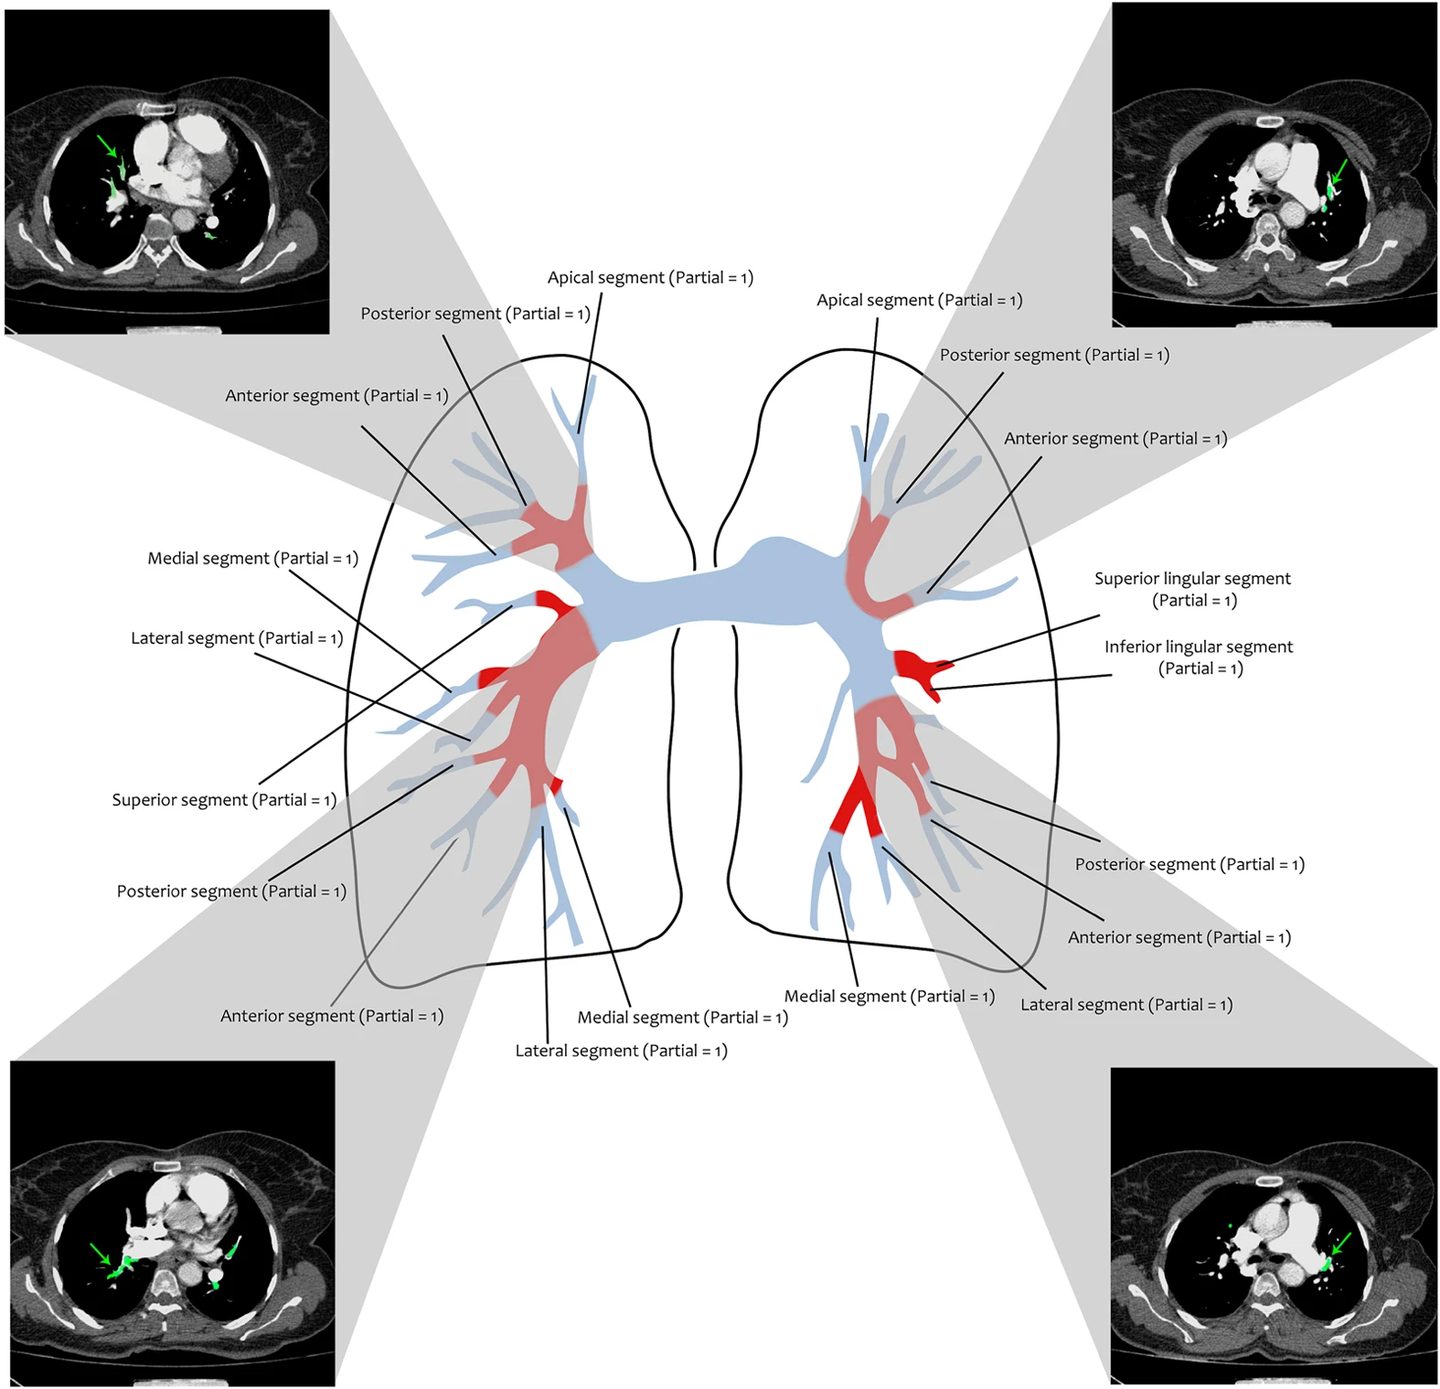 Apical segment (Partial = 1)
Posterior segment (Partial = 1)
Anterior segment (Partial = 1)
Medial segment (Partial = 1)
Lateral segment (Partial = 1)
Superior segment (Partial = 1)
Posterior segment (Partial = 1)
Anterior segment (Partial = 1)
Medial segment (Partial = 1)
Lateral segment (Partial = 1)
Apical segment (Partial = 1)
Posterior segment (Partial = 1)
Anterior segment (Partial = 1)
Superior lingular segment
(Partial = 1)
Inferior lingular segment
(Partial = 1)
Posterior segment (Partial = 1)
Anterior segment (Partial = 1)
Medial segment (Partial = 1)
Lateral segment (Partial = 1)